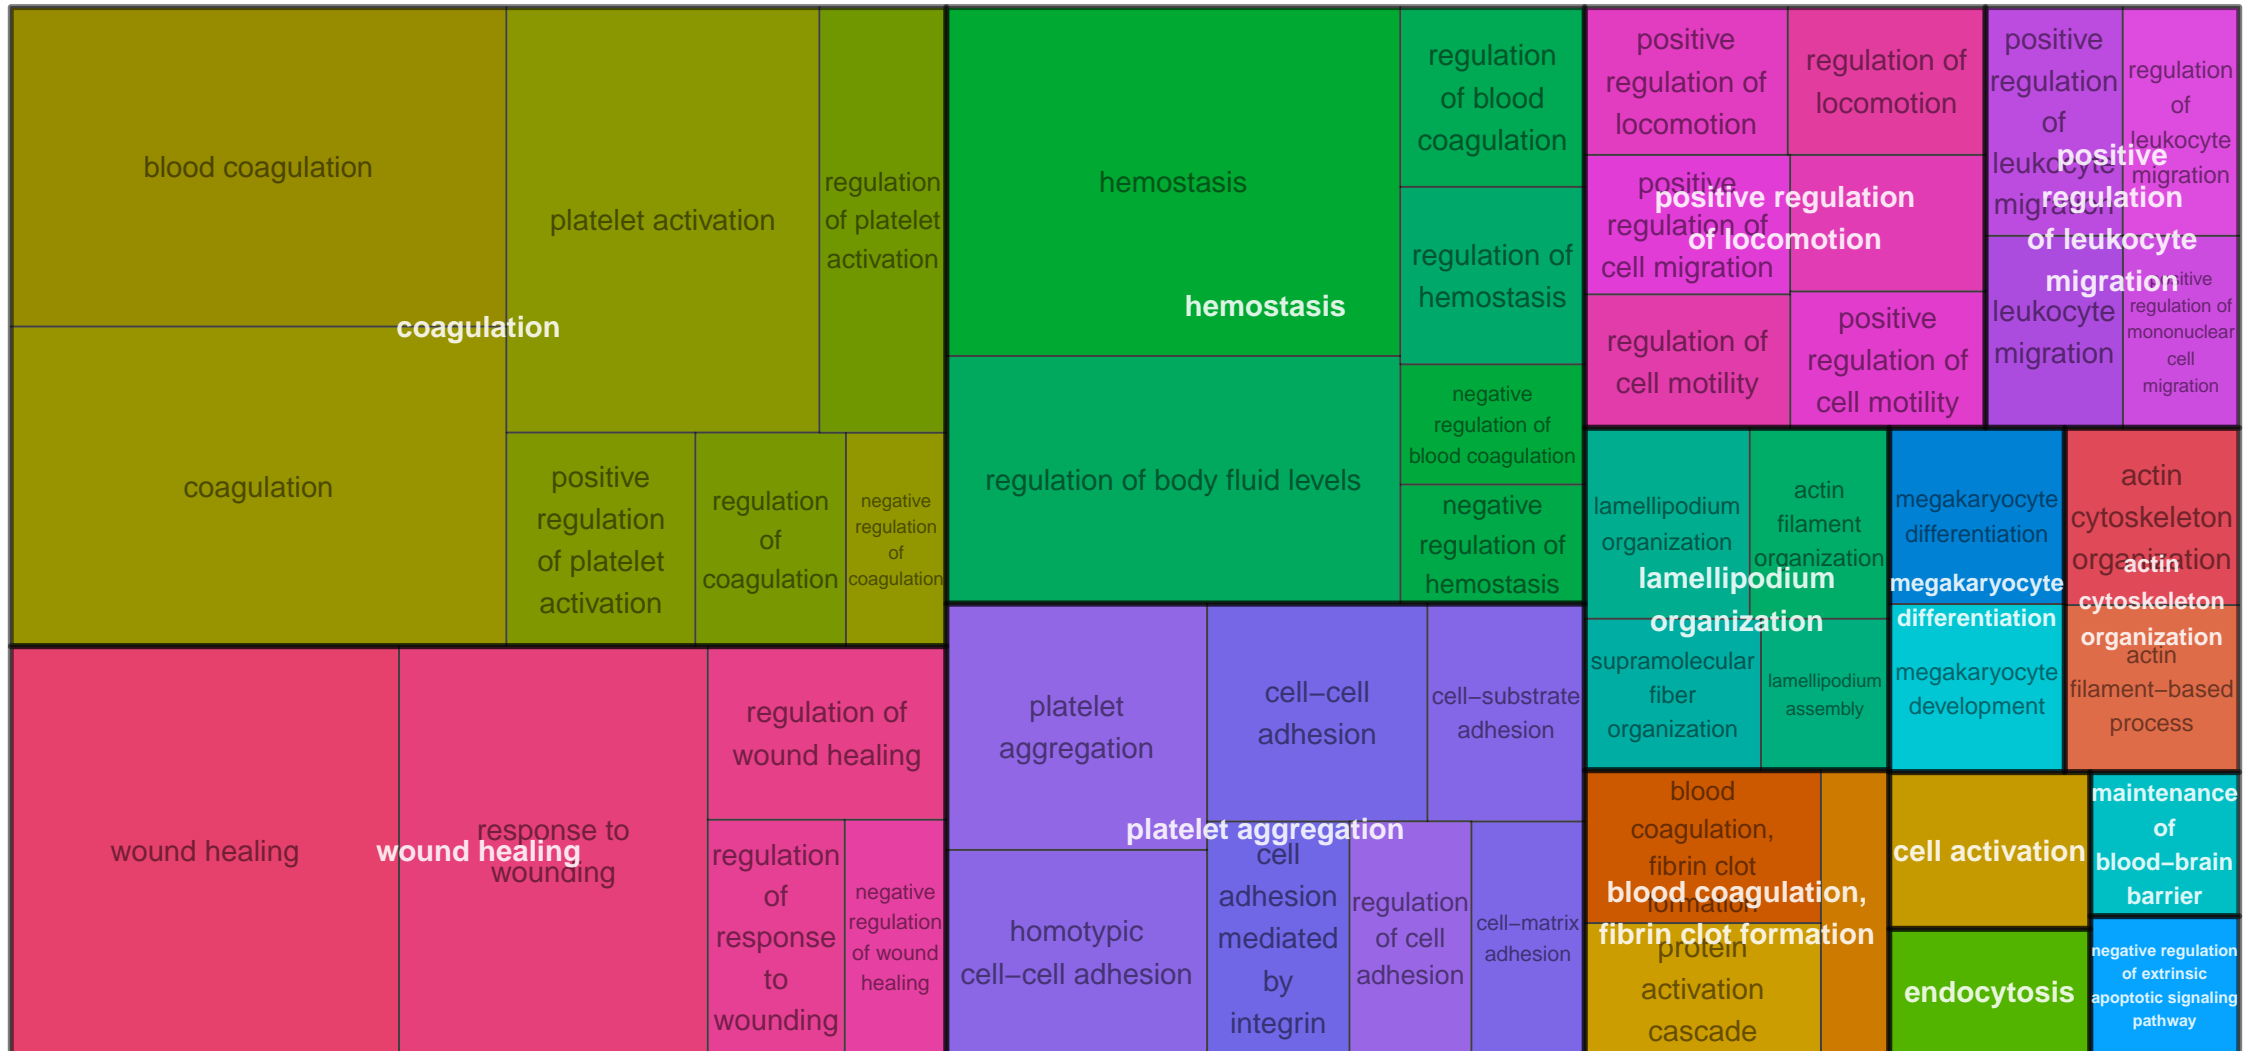 blood coagulation
coagulation
platelet activation
regulation
of platelet
activation
positive
regulation
of platelet
activation
regulation
of
coagulation
negative
regulation
of
coagulation
coagulation
wound healing
response to
wounding
regulation of
wound healing
regulation
of
response
to
wounding
negative
regulation
of wound
healing
wound healing
hemostasis
regulation of body fluid levels
regulation
of blood
coagulation
regulation of
hemostasis
negative
regulation of
blood coagulation
negative
regulation of
hemostasis
hemostasis
platelet
aggregation
homotypic
cell−cell adhesion
cell−cell
adhesion
cell−substrate
adhesion
cell
adhesion
mediated
by
integrin
regulation
of cell
adhesion
cell−matrix
adhesion
platelet aggregation
positive
regulation of
locomotion
regulation of
locomotion
positive
regulation of
cell migration
regulation of
cell motility
positive
regulation of
cell motility
positive regulation
of locomotion
positive
regulation
of
leukocyte
migration
regulation
of
leukocyte
migration
leukocyte
migration
positive
regulation of
mononuclear
cell
migration
positive
regulation
of leukocyte
migration
lamellipodium
organization
actin
filament
organization
supramolecular
fiber
organization
lamellipodium
assembly
lamellipodium
organization
megakaryocyte
differentiation
megakaryocyte
development
megakaryocyte
differentiation
actin
cytoskeleton
organization
actin
filament−based
process
actin
cytoskeleton
organization
blood
coagulation,
fibrin clot
formation
protein
activation
cascade
blood coagulation,
fibrin clot formation
cell activation
endocytosis
maintenance
of
blood−brain
barrier
negative regulation
of extrinsic
apoptotic signaling
pathway